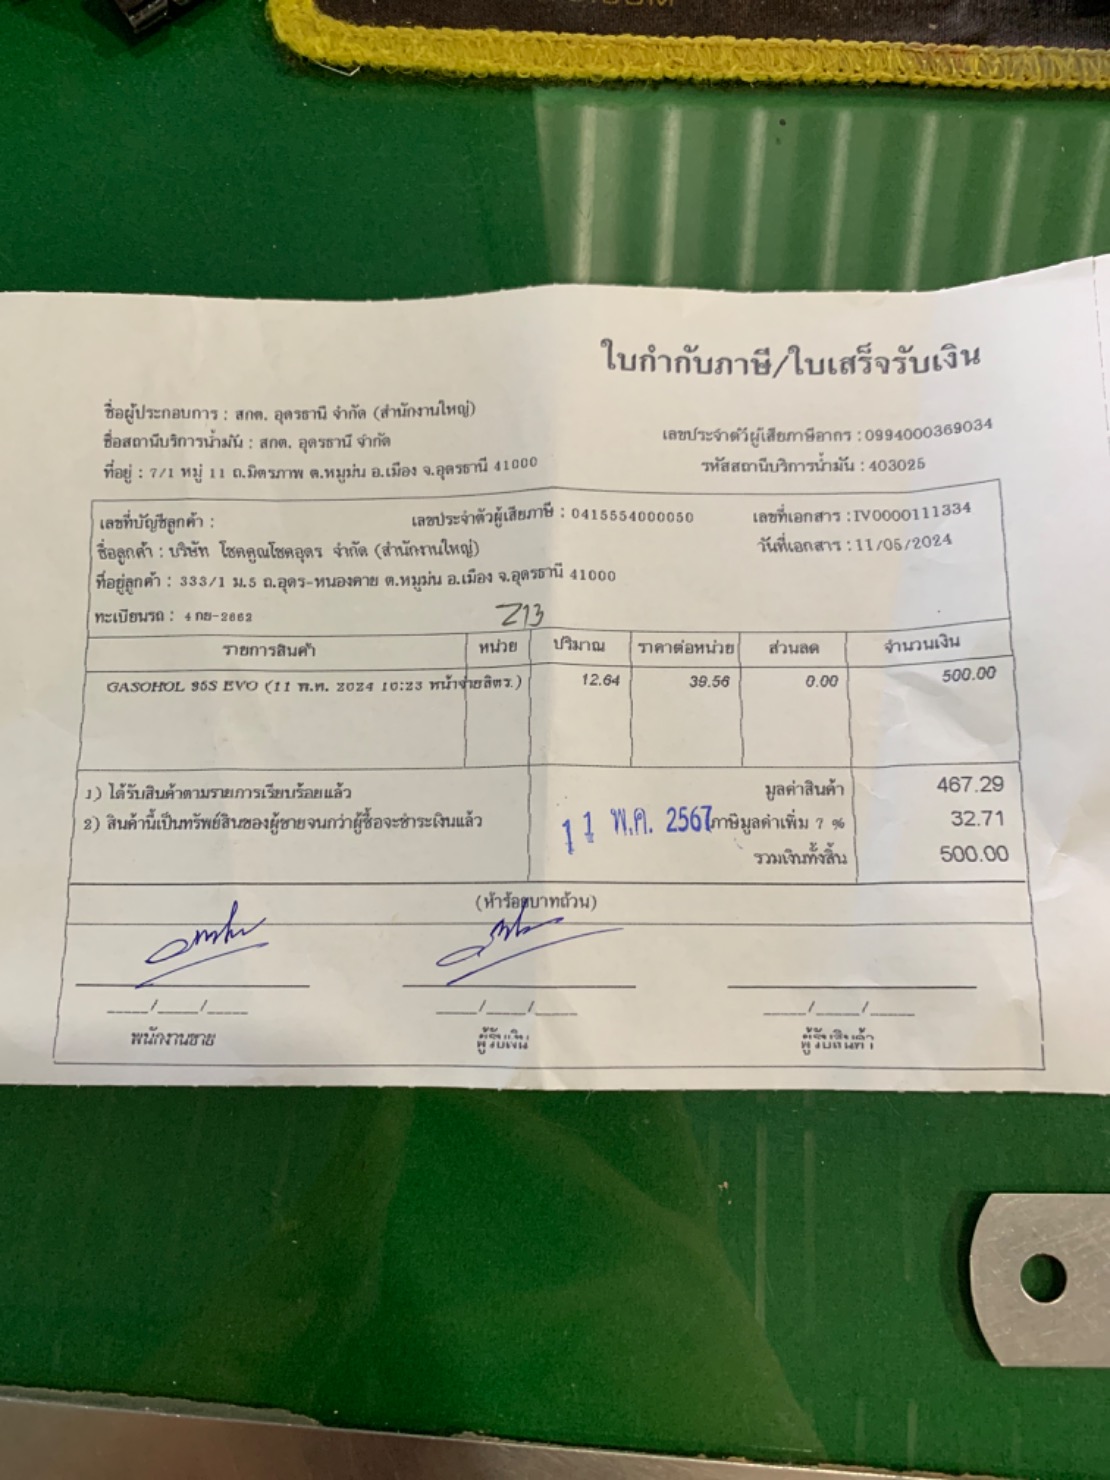 ใบกำกับภาษี/ใบเสร็จรับเงิน
ชื่อผู้ประกอบการ : สกต. อุดรธานี จำกัด (สำนักงานใหญ่)
ชื่อสถานีบริการน้ำมัน : สกต. อุดรธานี จำกัด
เลขประจำตัวผู้เสียภาษีอากร : 0994000369034
ที่อยู่ : 7/1 หมู่ 11 ถ.มิตรภาพ ต.หมูม่น อ.เมือง จ.อุดรธานี 41000
รหัสสถานีบริการน้ำมัน : 403025
เลขที่บัญชีลูกค้า : เลขประจำตัวผู้เสียภาษี : 0415554000050 เลขที่เอกสาร : IV0000111334
ชื่อลูกค้า : บริษัท โชคคูณโชคอุดร จำกัด (สำนักงานใหญ่) วันที่เอกสาร : 11/05/2024
ที่อยู่ลูกค้า : 333/1 ม.5 ถ.อุดร-หนองคาย ต.หมูม่น อ.เมือง จ.อุดรธานี 41000
ทะเบียนรถ : 4 กย-2662 Z13
รายการสินค้า หน่วย ปริมาณ ราคาต่อหน่วย ส่วนลด จำนวนเงิน
GASOHOL 95S EVO (11 พ.ค. 2024 10:23 หน้าจ่ายลิตร.) 12.64 39.56 0.00 500.00
1) ได้รับสินค้าตามรายการเรียบร้อยแล้ว มูลค่าสินค้า 467.29
2) สินค้านี้เป็นทรัพย์สินของผู้ขายจนกว่าผู้ซื้อจะชำระเงินแล้ว 11 พ.ค. 2567 ภาษีมูลค่าเพิ่ม 7 % 32.71
รวมเงินทั้งสิ้น 500.00
(ห้าร้อยบาทถ้วน)
_____/____/_____ _____/____/_____ _____/____/_____
พนักงานขาย ผู้รับเงิน ผู้รับสินค้า